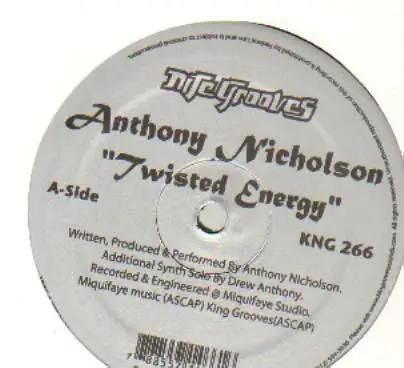 Nite Grooves
Anthony Nicholson
"Twisted Energy"
A-Side
KNG 266
Written, Produced & Performed By Anthony Nicholson.
Additional Synth Solo By Drew Anthony.
Recorded & Engineered @ Miquifaye Studio.
Miquifaye music (ASCAP) King Grooves(ASCAP)